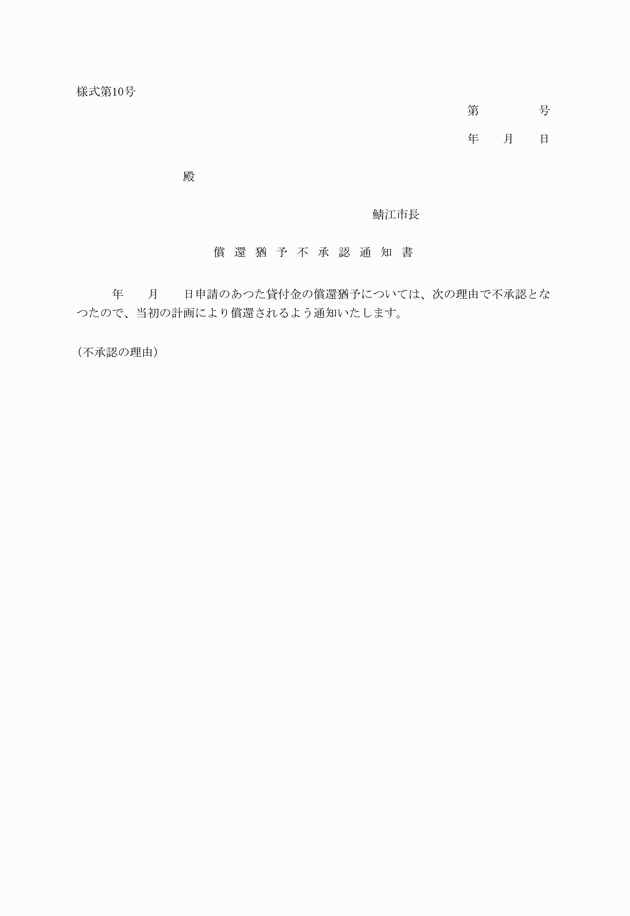 様式第10号
第　　　　　号
年　　月　　日
殿
鯖江市長
償還猶予不承認通知書
年　　月　　日申請のあつた貸付金の償還猶予については、次の理由で不承認とな
つたので、当初の計画により償還されるよう通知いたします。
(不承認の理由)